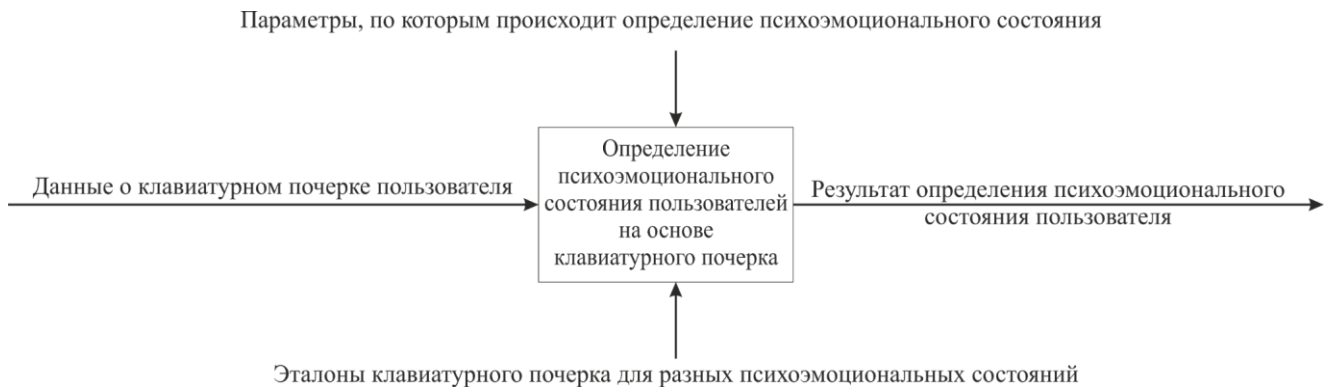 Параметры, по которым происходит определение психоэмоционального состояния
Данные о клавиатурном почерке пользователя
Определение
психоэмоционального
состояния пользователей
на основе
клавиатурного почерка
Результат определения психоэмоционального
состояния пользователя
Эталоны клавиатурного почерка для разных психоэмоциональных состояний